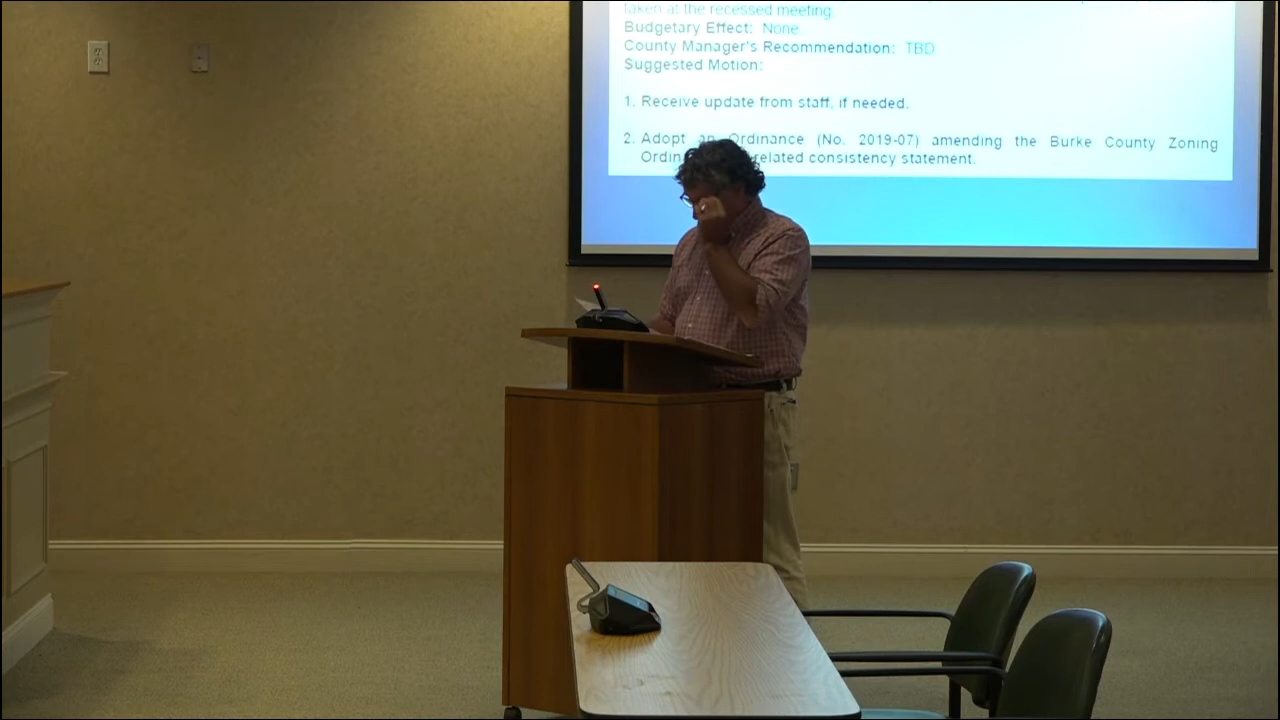 taken at the recessed meeting.
Budgetary Effect: None.
County Manager's Recommendation: TBD
Suggested Motion:
1. Receive update from staff, if needed.
2. Adopt an Ordinance (No. 2019-07) amending the Burke County Zoning
related consistency statement.